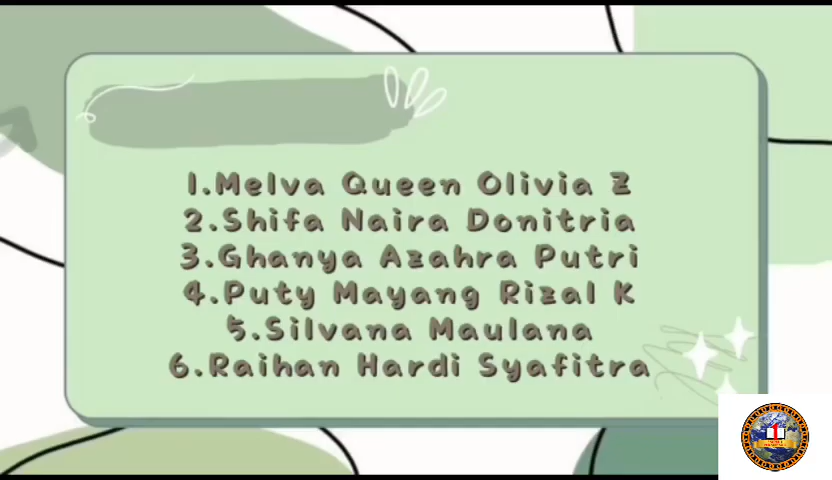 1.Melva Queen Olivia Z
2.Shifa Naira Donitria
3.Ghanya Azahra Putri
4.Puty Mayang Rizal K
5.Silvana Maulana
6.Raihan Hardi Syafitra
1